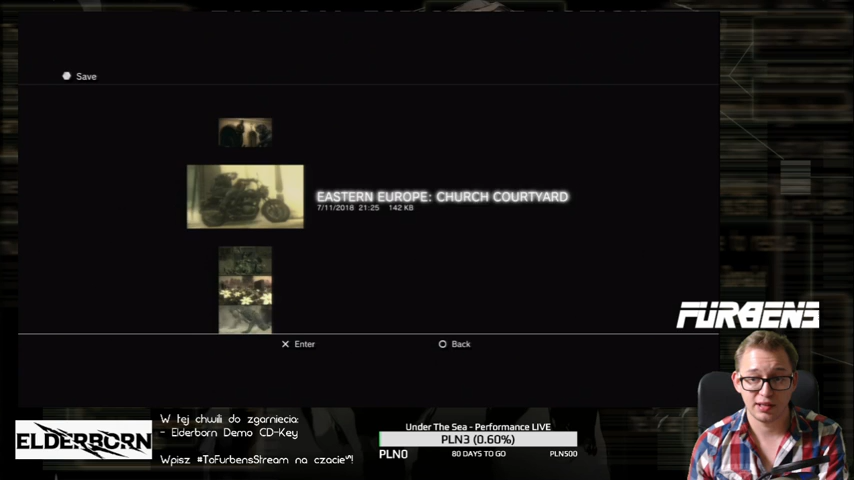 Save
EASTERN EUROPE: CHURCH COURTYARD
7/11/2018 21:25 142 KB
FURBENS
✕ Enter
○ Back
ELDERBORN
W tej chwili do zgarnięcia:
- Elderborn Demo CD-Key
Wpisz #ToFurbensStream na czacie^^!
Under The Sea - Performance LIVE
PLN3 (0.60%)
PLN0 80 DAYS TO GO PLN500